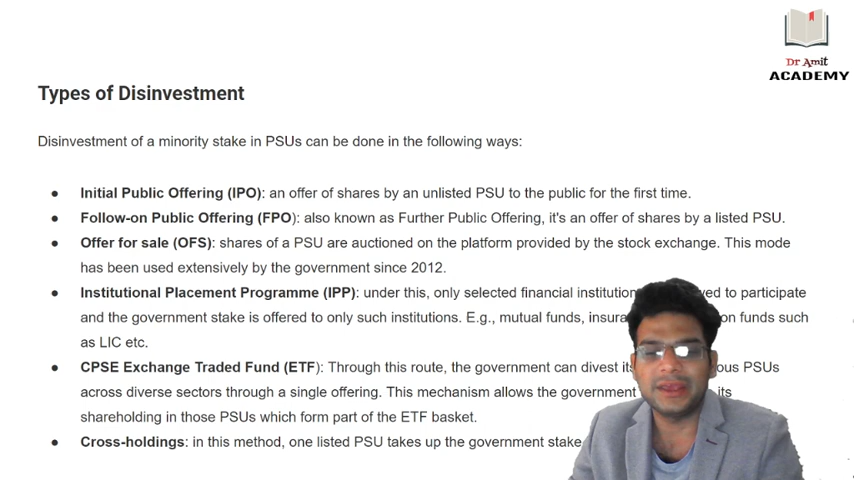 Dr Amit
ACADEMY
Types of Disinvestment
Disinvestment of a minority stake in PSUs can be done in the following ways:
● Initial Public Offering (IPO): an offer of shares by an unlisted PSU to the public for the first time.
● Follow-on Public Offering (FPO): also known as Further Public Offering, it's an offer of shares by a listed PSU.
● Offer for sale (OFS): shares of a PSU are auctioned on the platform provided by the stock exchange. This mode
has been used extensively by the government since 2012.
● Institutional Placement Programme (IPP): under this, only selected financial to participate
and the government stake is offered to only such institutions. E.g., mutual funds, funds such
as LIC etc.
● CPSE Exchange Traded Fund (ETF): Through this route, the government can divest PSUs
across diverse sectors through a single offering. This mechanism allows the government its
shareholding in those PSUs which form part of the ETF basket.
● Cross-holdings: in this method, one listed PSU takes up the government stake